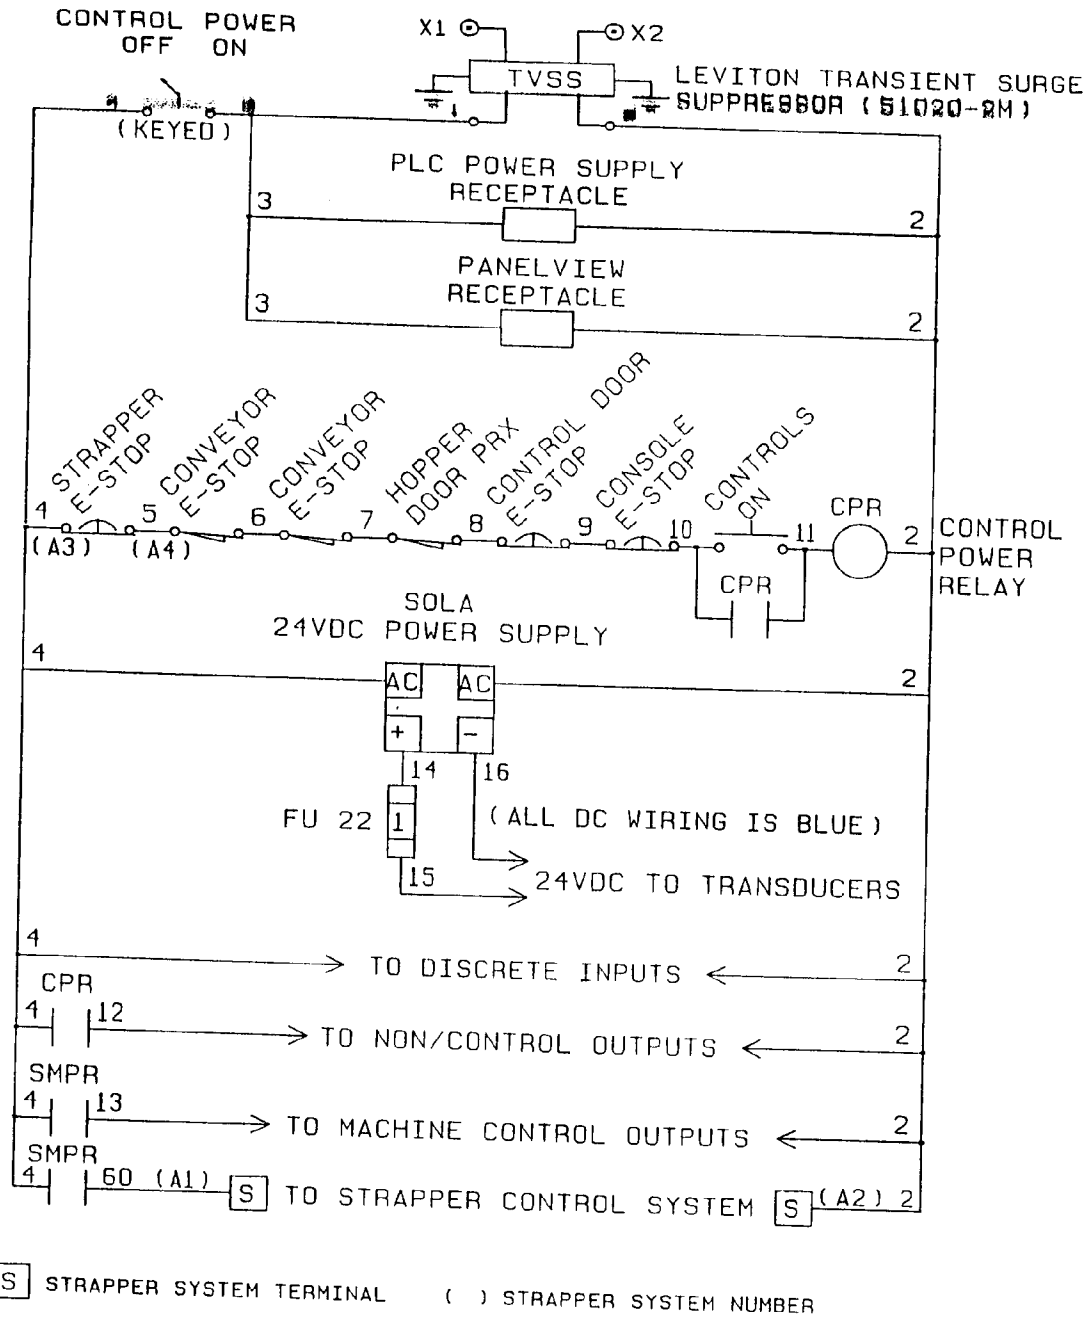 CONTROL POWER
OFF ON
X1
X2
TVSS
LEVITON TRANSIENT SURGE
SUPPRESSOR (51020-2M)
(KEYED)
PLC POWER SUPPLY
RECEPTACLE
3
2
PANELVIEW
RECEPTACLE
3
2
STRAPPER
E-STOP
CONVEYOR
E-STOP
CONVEYOR
E-STOP
HOPPER
DOOR PRX
CONTROL DOOR
E-STOP
CONSOLE
E-STOP
CONTROLS
ON
CPR
4
5
6
7
8
9
10
11
2
(A3)
(A4)
CPR
CONTROL
POWER
RELAY
SOLA
24VDC POWER SUPPLY
4
AC
AC
2
+
-
14
16
FU 22
1
(ALL DC WIRING IS BLUE)
15
24VDC TO TRANSDUCERS
4
TO DISCRETE INPUTS
2
CPR
4
12
TO NON/CONTROL OUTPUTS
2
SMPR
4
13
TO MACHINE CONTROL OUTPUTS
2
SMPR
4
60 (A1)
S
TO STRAPPER CONTROL SYSTEM
S
(A2) 2
S STRAPPER SYSTEM TERMINAL
( ) STRAPPER SYSTEM NUMBER